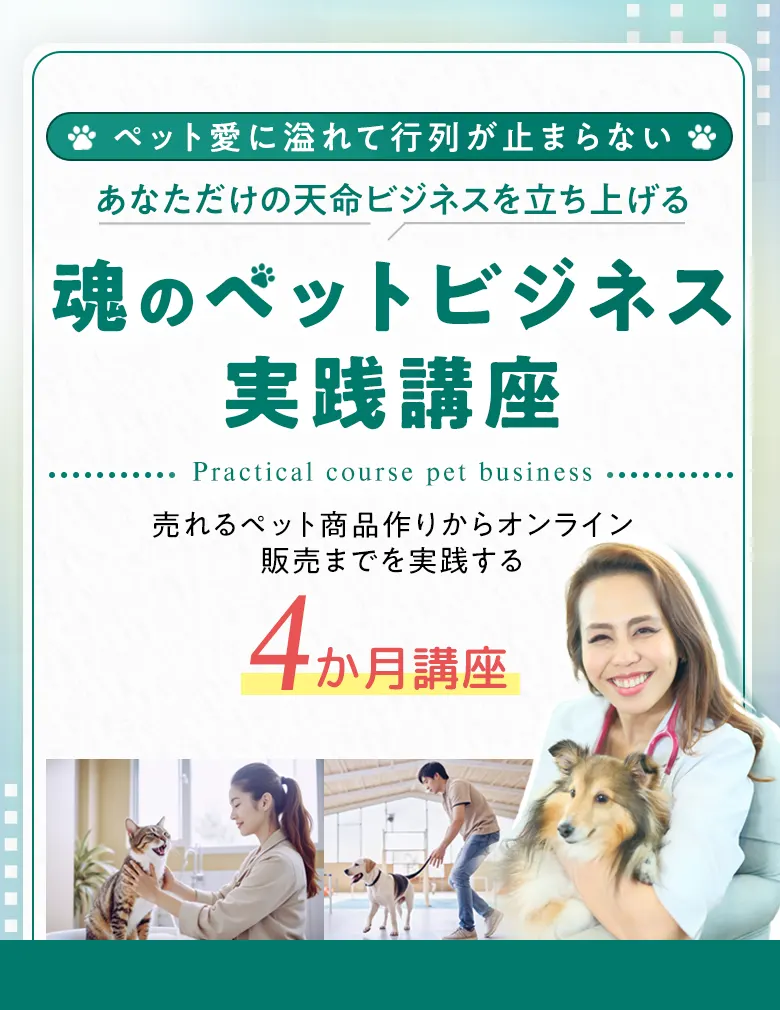 ペット愛に溢れて行列が止まらない
あなただけの天命ビジネスを立ち上げる
魂のペットビジネス
実践講座
Practical course pet business
売れるペット商品作りからオンライン
販売までを実践する
4か月講座